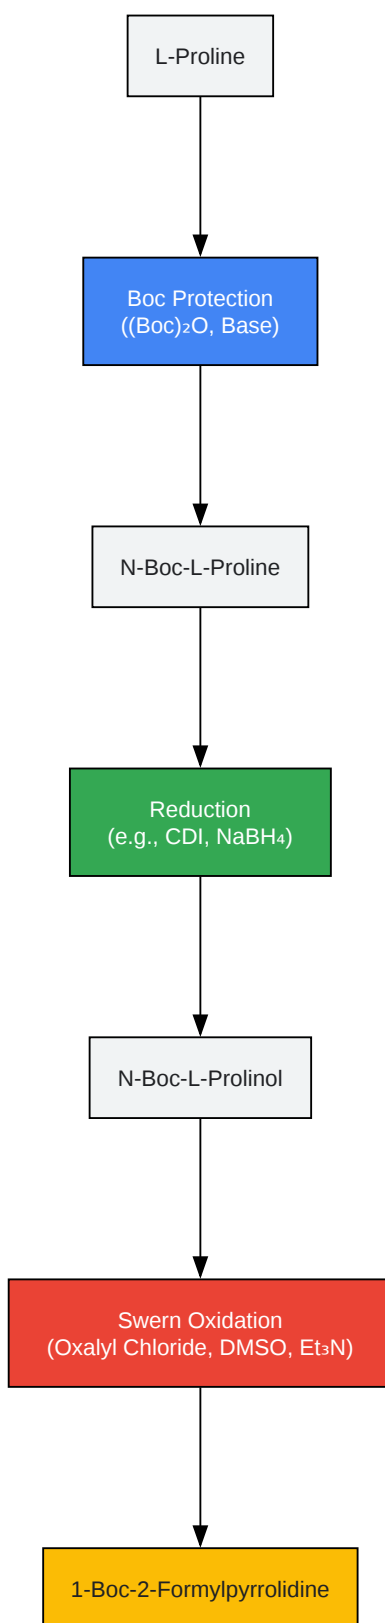 L-Proline
Boc Protection
((Boc)₂O, Base)
N-Boc-L-Proline
Reduction
(e.g., CDI, NaBH₄)
N-Boc-L-Prolinol
Swern Oxidation
(Oxalyl Chloride, DMSO, Et₃N)
1-Boc-2-Formylpyrrolidine